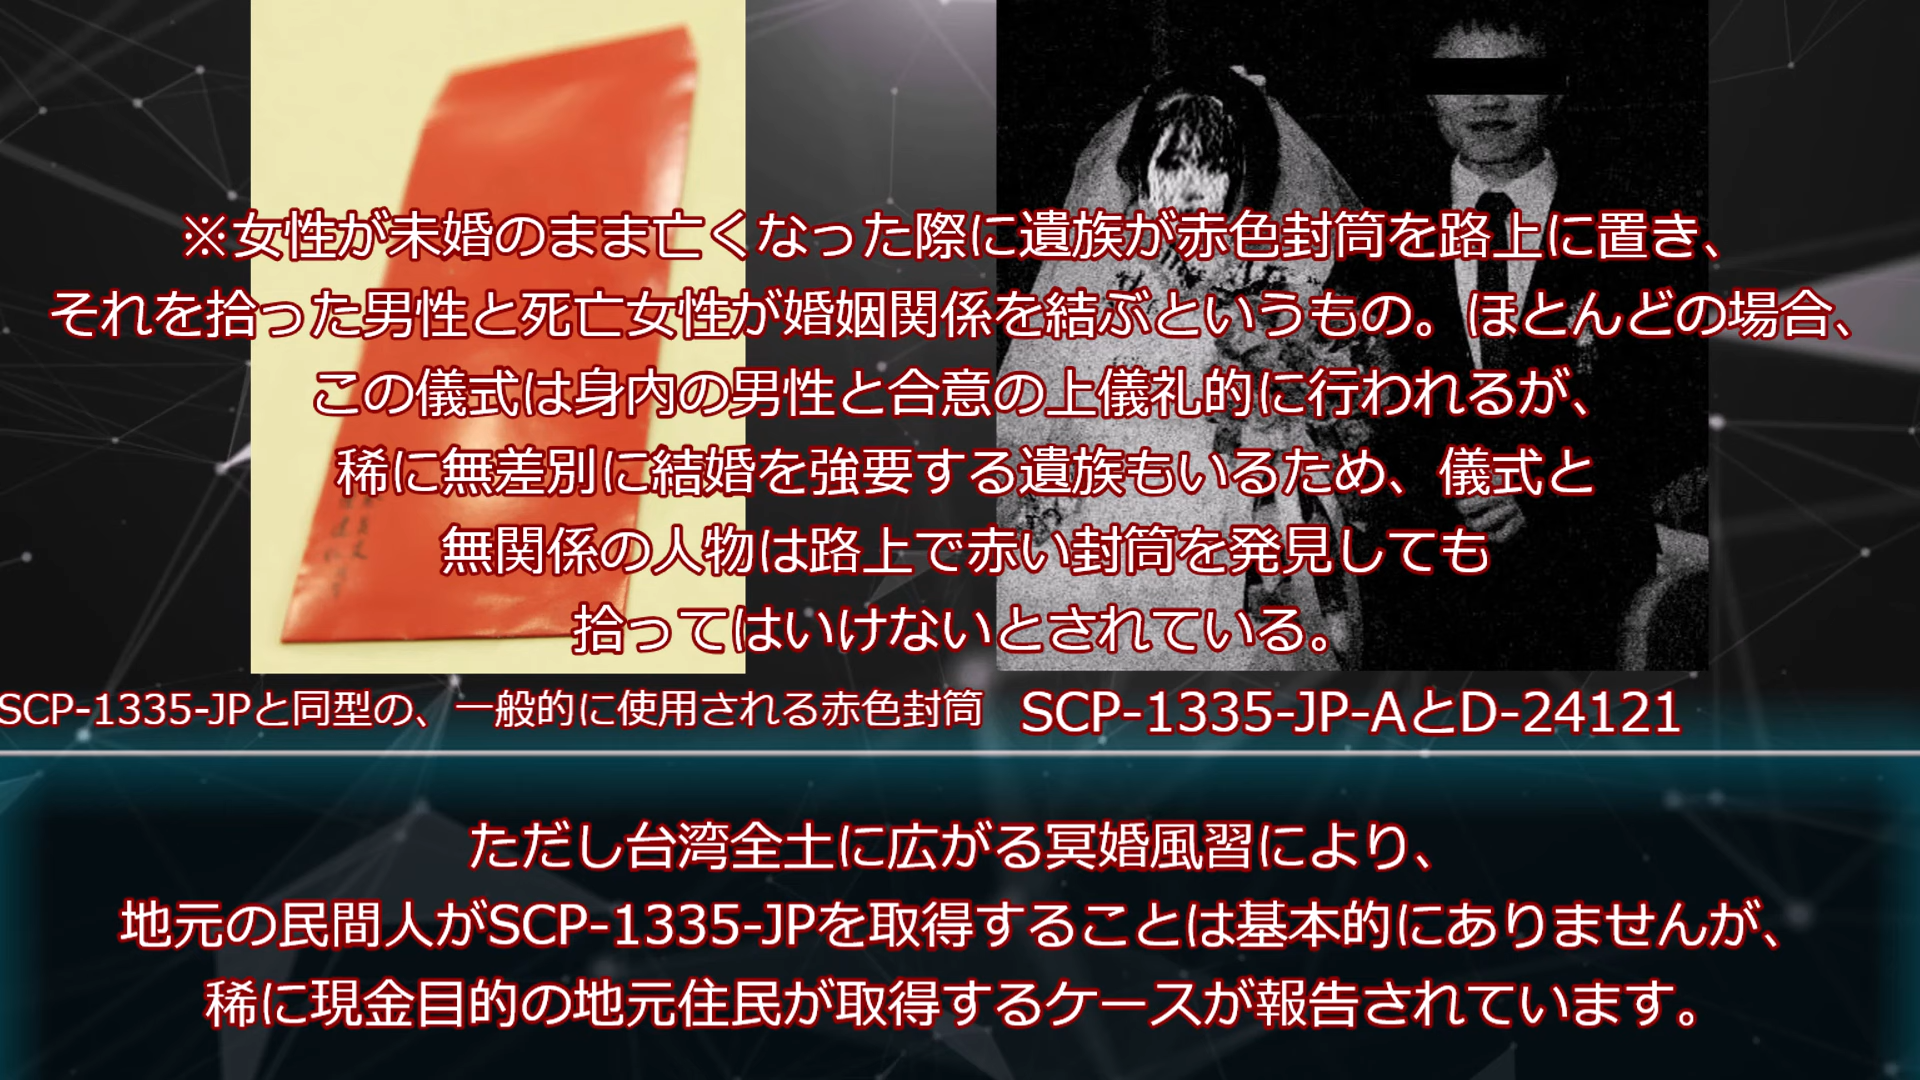 ※女性が未婚のまま亡くなった際に遺族が赤色封筒を路上に置き、
それを拾った男性と死亡女性が婚姻関係を結ぶというもの。ほとんどの場合、
この儀式は身内の男性と合意の上儀礼的に行われるが、
稀に無差別に結婚を強要する遺族もいるため、儀式と
無関係の人物は路上で赤い封筒を発見しても
拾ってはいけないとされている。
SCP-1335-JPと同型の、一般的に使用される赤色封筒
SCP-1335-JP-AとD-24121
ただし台湾全土に広がる冥婚風習により、
地元の民間人がSCP-1335-JPを取得することは基本的にありませんが、
稀に現金目的の地元住民が取得するケースが報告されています。